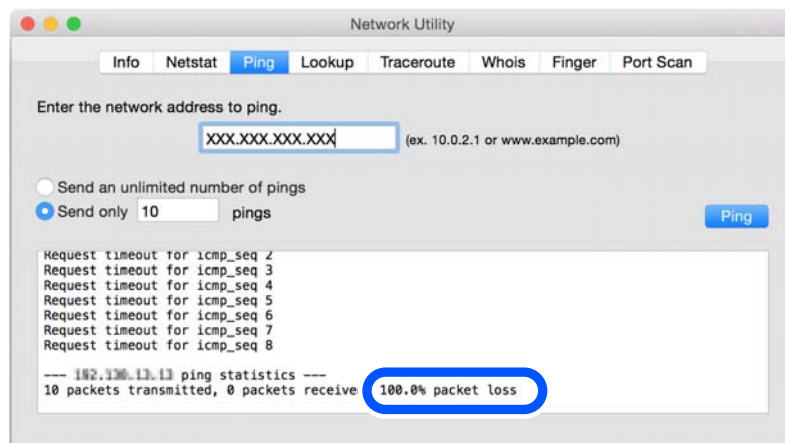 Network Utility
Info Netstat Ping Lookup Traceroute Whois Finger Port Scan
Enter the network address to ping.
XXX.XXX.XXX.XXX (ex. 10.0.2.1 or www.example.com)
Send an unlimited number of pings
Send only 10 pings
Ping
Request timeout for icmp_seq 2
Request timeout for icmp_seq 3
Request timeout for icmp_seq 4
Request timeout for icmp_seq 5
Request timeout for icmp_seq 6
Request timeout for icmp_seq 7
Request timeout for icmp_seq 8
--- ping statistics ---
10 packets transmitted, 0 packets receive 100.0% packet loss